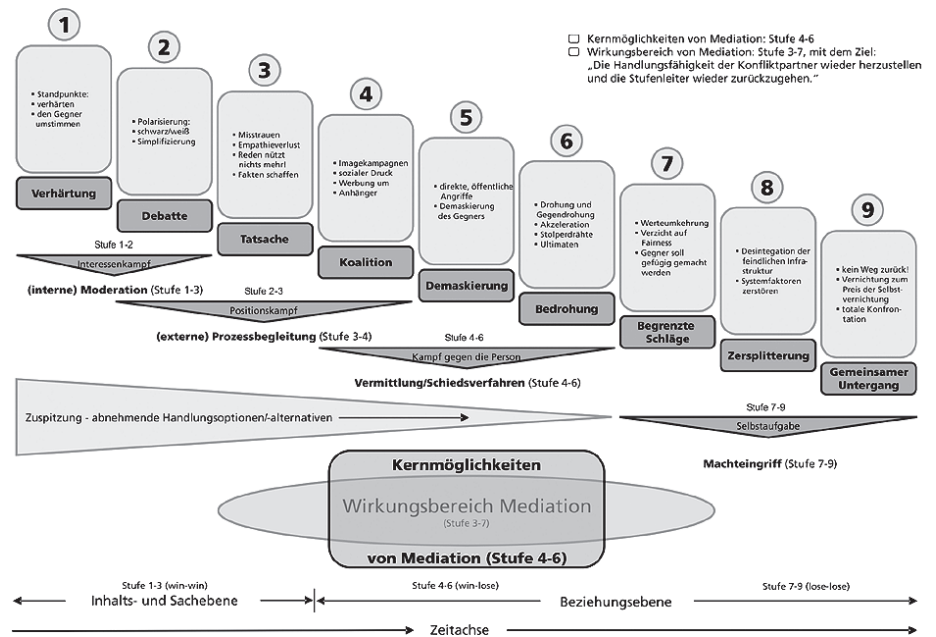 1
• Standpunkte:
• verhärten
• den Gegner
umstimmen
Verhärtung
2
• Polarisierung:
• schwarz/weiß
• Simplifizierung
Debatte
3
• Misstrauen
• Empathieverlust
• Reden nützt
nichts mehr!
• Fakten schaffen
Tatsache
4
• Imagekampagnen
• sozialer Druck
• Werbung um
• Anhänger
Koalition
5
• direkte, öffentliche
Angriffe
• Demaskierung
des Gegners
Demaskierung
6
• Drohung und
Gegendrohung
• Akzeleration
• Stolperdrähte
• Ultimaten
Bedrohung
7
• Werteumkehrung
• Verzicht auf
Fairness
• Gegner soll
gefügig gemacht
werden
Begrenzte
Schläge
8
• Desintegation der
feindlichen Infra-
struktur
• Systemfaktoren
zerstören
Zersplitterung
9
• kein Weg zurück!
• Vernichtung zum
Preis der Selbst-
vernichtung
• totale Konfron-
tation
Gemeinsamer
Untergang
Kernmöglichkeiten von Mediation: Stufe 4-6
Wirkungsbereich von Mediation: Stufe 3-7, mit dem Ziel:
„Die Handlungsfähigkeit der Konfliktpartner wieder herzustellen
und die Stufenleiter wieder zurückzugehen."
Stufe 1-2
Interessenkampf
(interne) Moderation (Stufe 1-3)
Stufe 2-3
Positionskampf
(externe) Prozessbegleitung (Stufe 3-4)
Stufe 4-6
Kampf gegen die Person
Vermittlung/Schiedsverfahren (Stufe 4-6)
Stufe 7-9
Selbstaufgabe
Machteingriff (Stufe 7-9)
Zuspitzung - abnehmende Handlungsoptionen/-alternativen
Kernmöglichkeiten
Wirkungsbereich Mediation
(Stufe 3-7)
von Mediation (Stufe 4-6)
Stufe 1-3 (win-win)
Stufe 4-6 (win-lose)
Stufe 7-9 (lose-lose)
Inhalts- und Sachebene
Beziehungsebene
Zeitachse